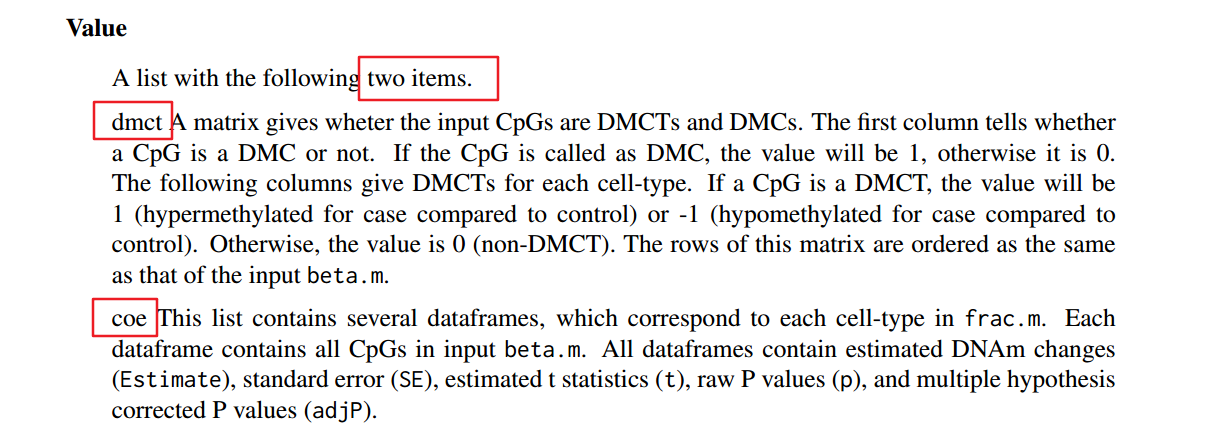 Value
A list with the following two items.
dmct A matrix gives wheter the input CpGs are DMCTs and DMCs. The first column tells whether
a CpG is a DMC or not. If the CpG is called as DMC, the value will be 1, otherwise it is 0.
The following columns give DMCTs for each cell-type. If a CpG is a DMCT, the value will be
1 (hypermethylated for case compared to control) or -1 (hypomethylated for case compared to
control). Otherwise, the value is 0 (non-DMCT). The rows of this matrix are ordered as the same
as that of the input beta.m.
coe This list contains several dataframes, which correspond to each cell-type in frac.m. Each
dataframe contains all CpGs in input beta.m. All dataframes contain estimated DNAm changes
(Estimate), standard error (SE), estimated t statistics (t), raw P values (p), and multiple hypothesis
corrected P values (adjP).